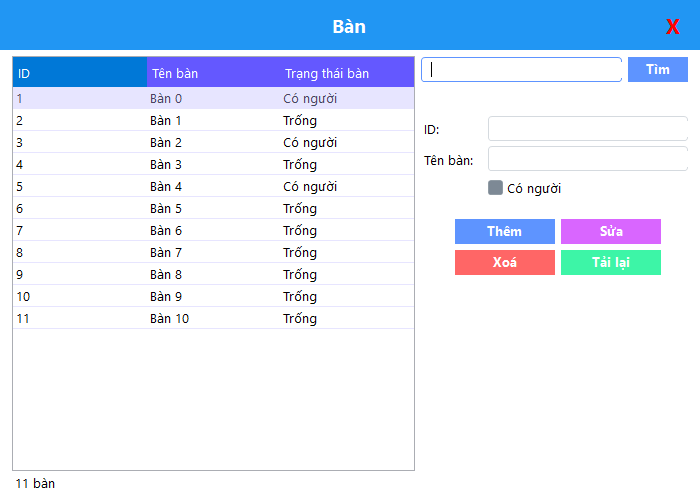 Bàn
X
ID Tên bàn Trạng thái bàn
1 Bàn 0 Có người
2 Bàn 1 Trống
3 Bàn 2 Có người
4 Bàn 3 Trống
5 Bàn 4 Có người
6 Bàn 5 Trống
7 Bàn 6 Trống
8 Bàn 7 Trống
9 Bàn 8 Trống
10 Bàn 9 Trống
11 Bàn 10 Trống
11 bàn
Tìm
ID:
Tên bàn:
Có người
Thêm Sửa
Xoá Tải lại